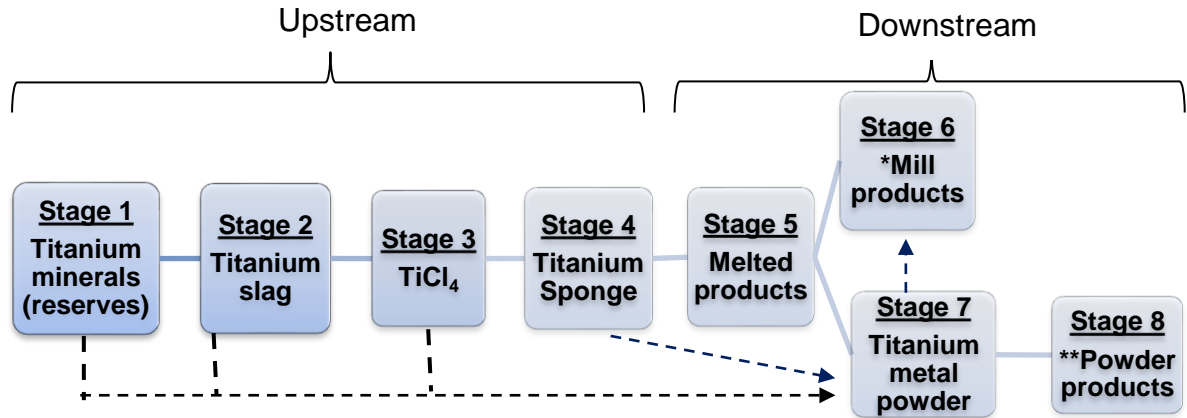 Upstream
Downstream
Stage 1
Titanium
minerals
(reserves)
Stage 2
Titanium
slag
Stage 3
TiCl₄
Stage 4
Titanium
Sponge
Stage 5
Melted
products
Stage 6
*Mill
products
Stage 7
Titanium
metal
powder
Stage 8
**Powder
products